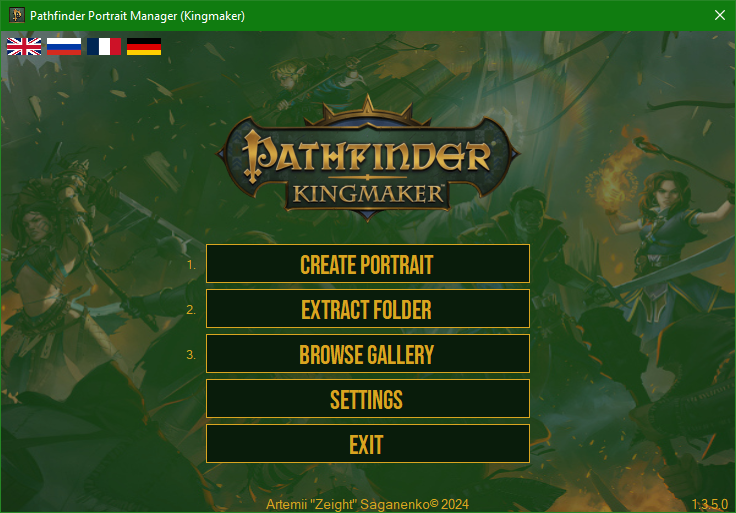 Pathfinder Portrait Manager (Kingmaker)
PATHFINDER
KINGMAKER™
1. CREATE PORTRAIT
2. EXTRACT FOLDER
3. BROWSE GALLERY
SETTINGS
EXIT
Artemii "Zeight" Saganenko© 2024
1.3.5.0